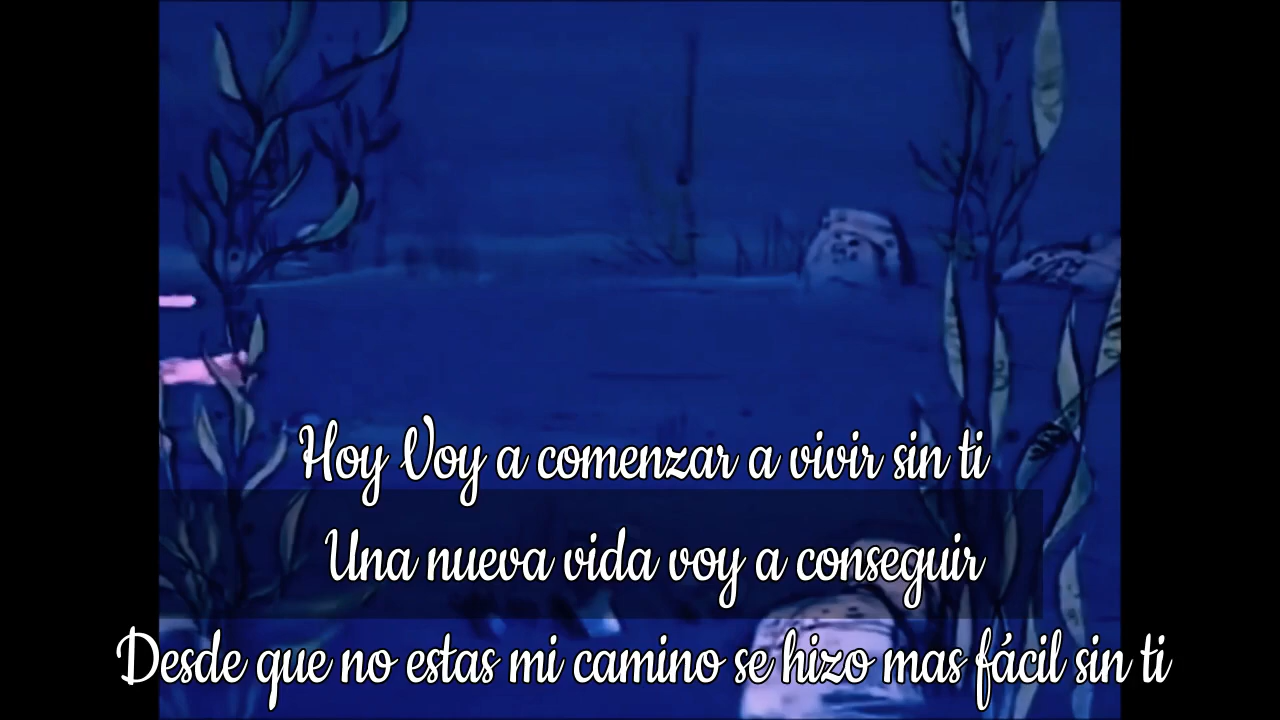 Hoy Voy a comenzar a vivir sin ti
Una nueva vida voy a conseguir
Desde que no estas mi camino se hizo mas fácil sin ti